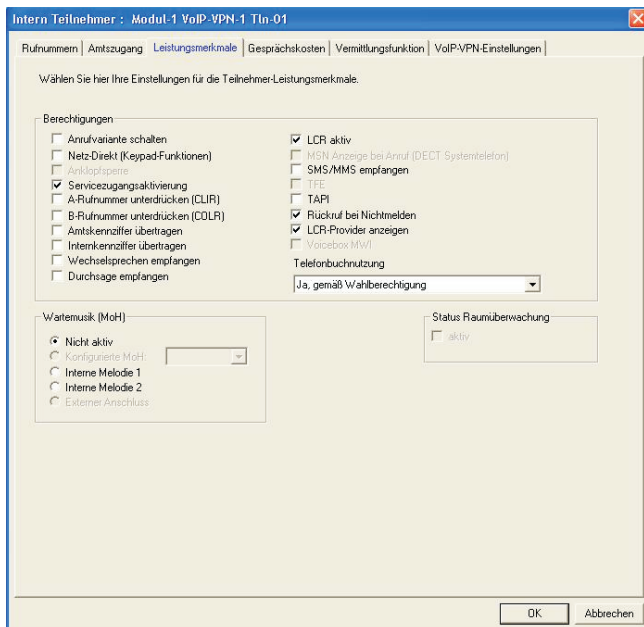 Intern Teilnehmer : Modul-1 VoIP-VPN-1 Tln-01
Rufnummern Amtszugang Leistungsmerkmale Gesprächskosten Vermittlungsfunktion VoIP-VPN-Einstellungen
Wählen Sie hier Ihre Einstellungen für die Teilnehmer-Leistungsmerkmale.
Berechtigungen
Anrufvariante schalten
Netz-Direkt (Keypad-Funktionen)
Anklopfsperre
Servicezugangsaktivierung
A-Rufnummer unterdrücken (CLIR)
B-Rufnummer unterdrücken (COLR)
Amtskennziffer übertragen
Internkennziffer übertragen
Wechselsprechen empfangen
Durchsage empfangen
LCR aktiv
MSN Anzeige bei Anruf (DECT Systemtelefon)
SMS/MMS empfangen
TFE
TAPI
Rückruf bei Nichtmelden
LCR-Provider anzeigen
Voicebox MWI
Telefonbuchnutzung
Ja, gemäß Wahlberechtigung
Wartemusik (MoH)
Nicht aktiv
Konfigurierte MoH:
Interne Melodie 1
Interne Melodie 2
Externer Anschluss
Status Raumüberwachung
aktiv
OK Abbrechen